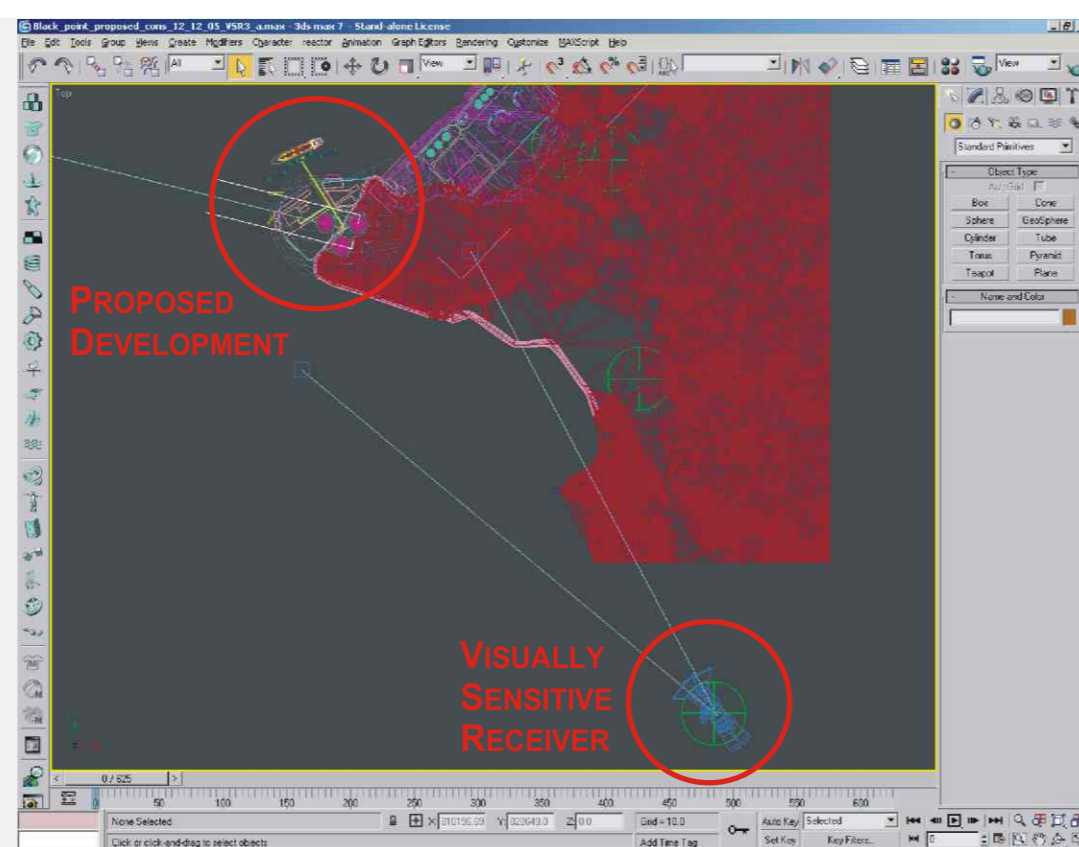 Black_point_proposed_cons_12_12_05_VSR3_a.max - 3ds max 7 - Stand-alone License
File Edit Tools Group Views Create Modifiers Character reactor Animation Graph Editors Rendering Customize MAXScript Help
All View View
Top
Standard Primitives
- Object Type
AutoGrid
Box Cone
Sphere GeoSphere
Cylinder Tube
Torus Pyramid
Teapot Plane
- Name and Color
PROPOSED
DEVELOPMENT
VISUALLY
SENSITIVE
RECEIVER
< 0 / 625 >
0 50 100 150 200 250 300 350 400 450 500 550 600
None Selected X: Y: Z: 0.0 Grid = 10.0 Auto Key Selected
Click or click-and-drag to select objects Add Time Tag Set Key Key Filters... 0